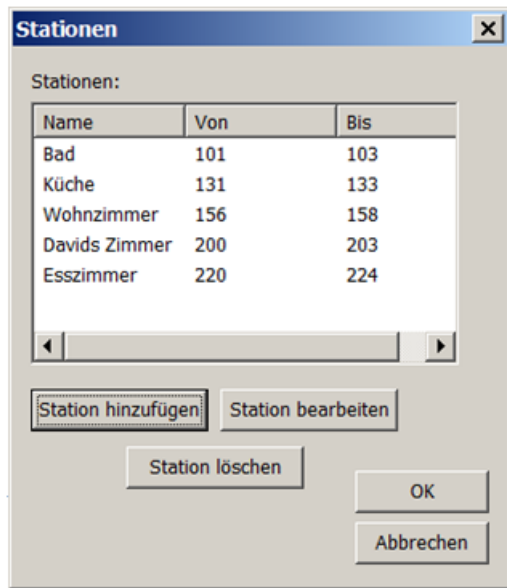 Stationen
Stationen:
Name Von Bis
Bad 101 103
Küche 131 133
Wohnzimmer 156 158
Davids Zimmer 200 203
Esszimmer 220 224
Station hinzufügen Station bearbeiten
Station löschen
OK
Abbrechen